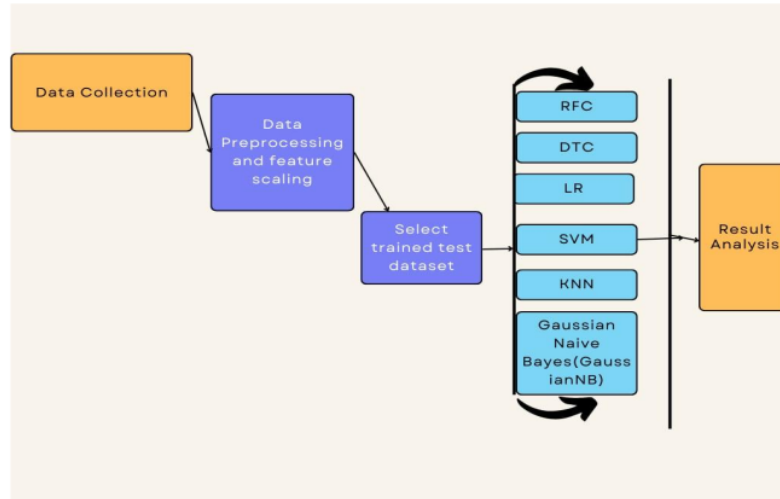 Data Collection
Data
Preprocessing
and feature
scaling
Select
trained test
dataset
RFC
DTC
LR
SVM
KNN
Gaussian
Naive
Bayes(Gauss
ianNB)
Result
Analysis